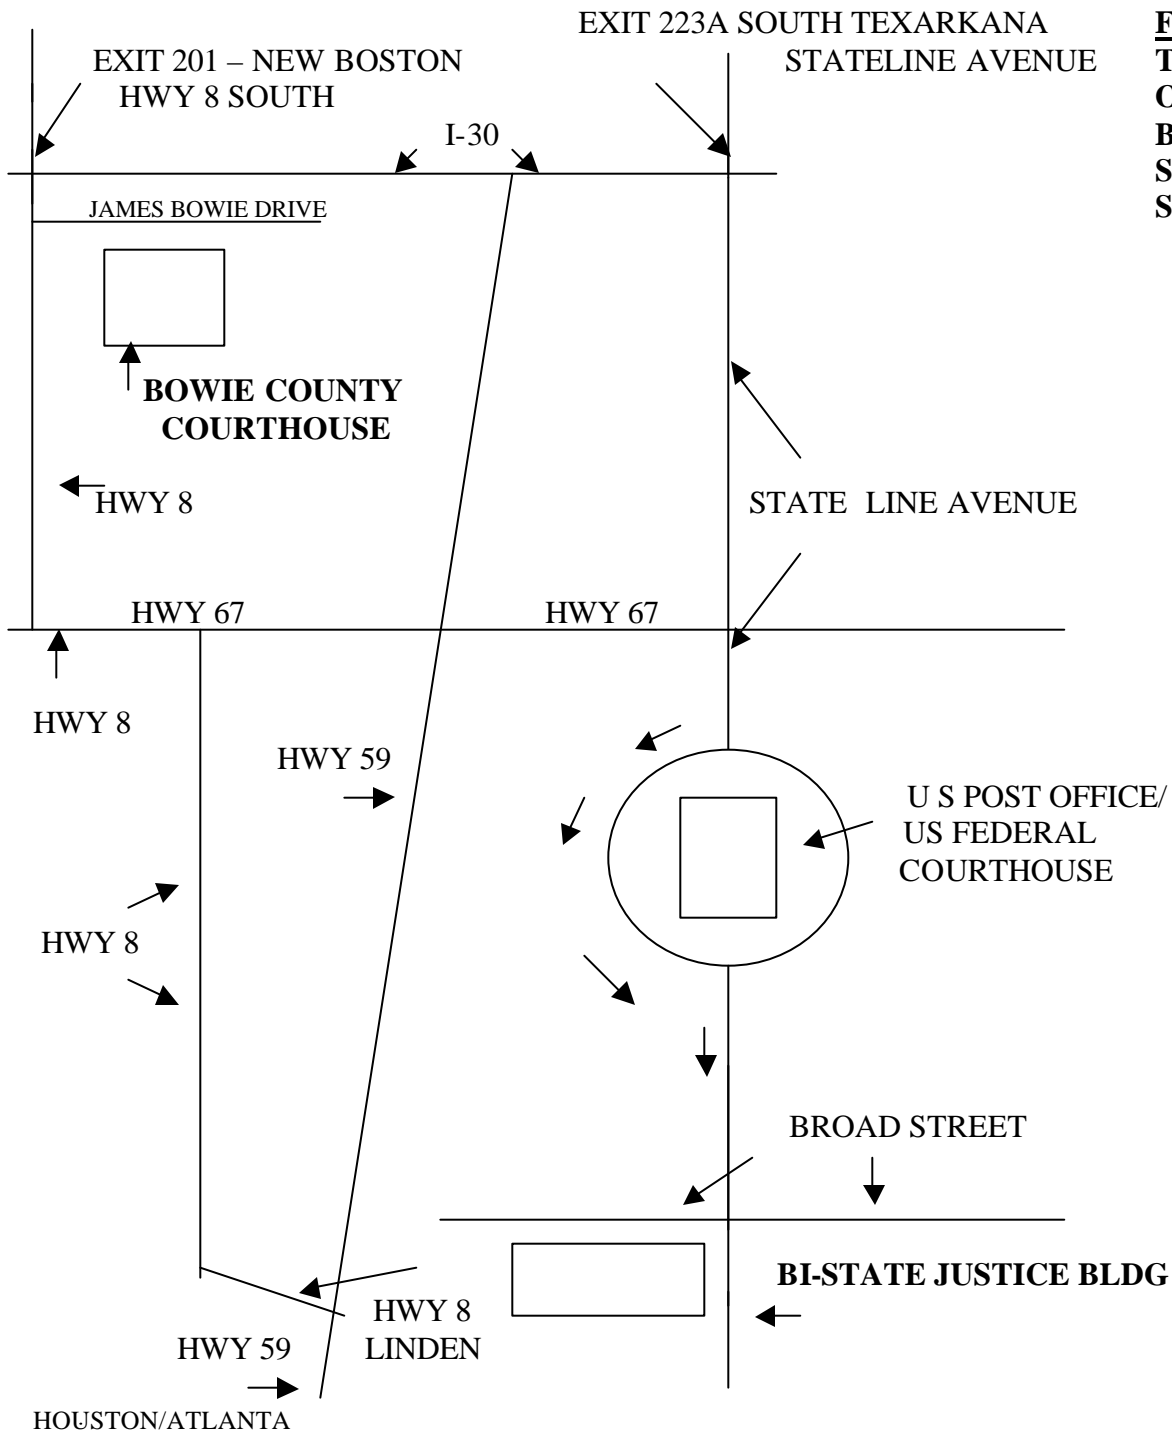 EXIT 223A SOUTH TEXARKANA
STATELINE AVENUE
EXIT 201 – NEW BOSTON
HWY 8 SOUTH
I-30
JAMES BOWIE DRIVE
BOWIE COUNTY
COURTHOUSE
HWY 8
STATE LINE AVENUE
HWY 67
HWY 67
HWY 8
HWY 59
U S POST OFFICE/
US FEDERAL
COURTHOUSE
HWY 8
BROAD STREET
BI-STATE JUSTICE BLDG
HWY 8
LINDEN
HWY 59
HOUSTON/ATLANTA